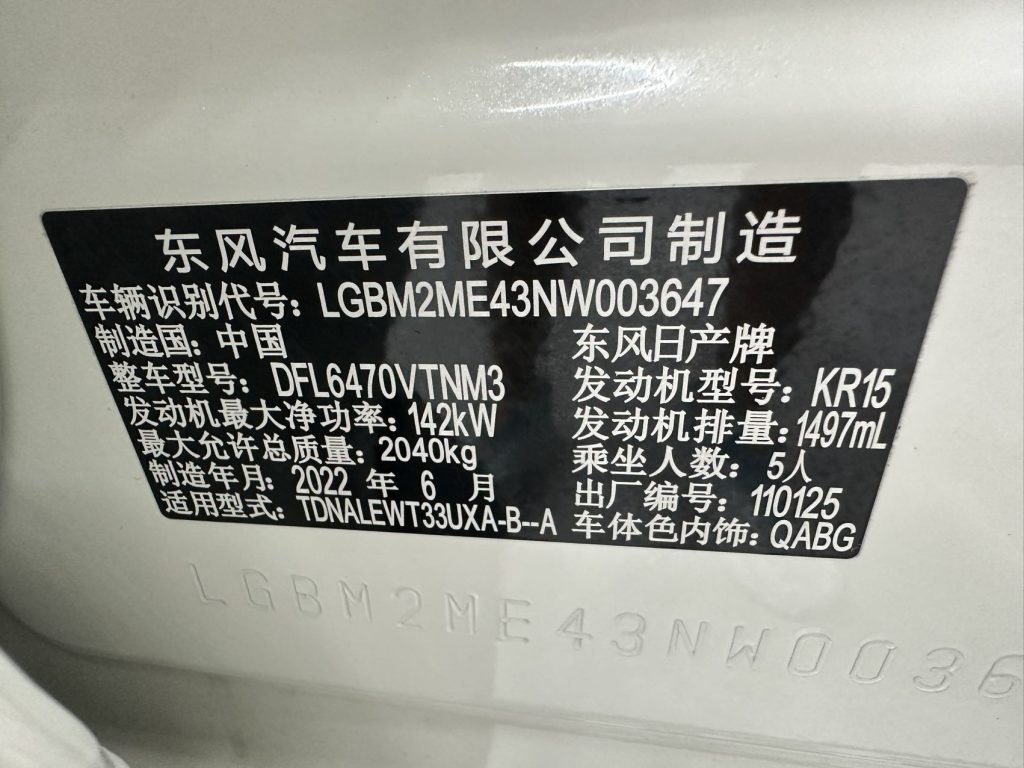 东风汽车有限公司制造
车辆识别代号：LGBM2ME43NW003647
制造国：中国 东风日产牌
整车型号：DFL6470VTNM3 发动机型号：KR15
发动机最大净功率：142kW 发动机排量：1497mL
最大允许总质量：2040kg 乘坐人数：5人
制造年月：2022 年 6 月 出厂编号：110125
适用型式：TDNALEWT33UXA-B--A 车体色内饰：QABG
LGBM2ME43NW0036